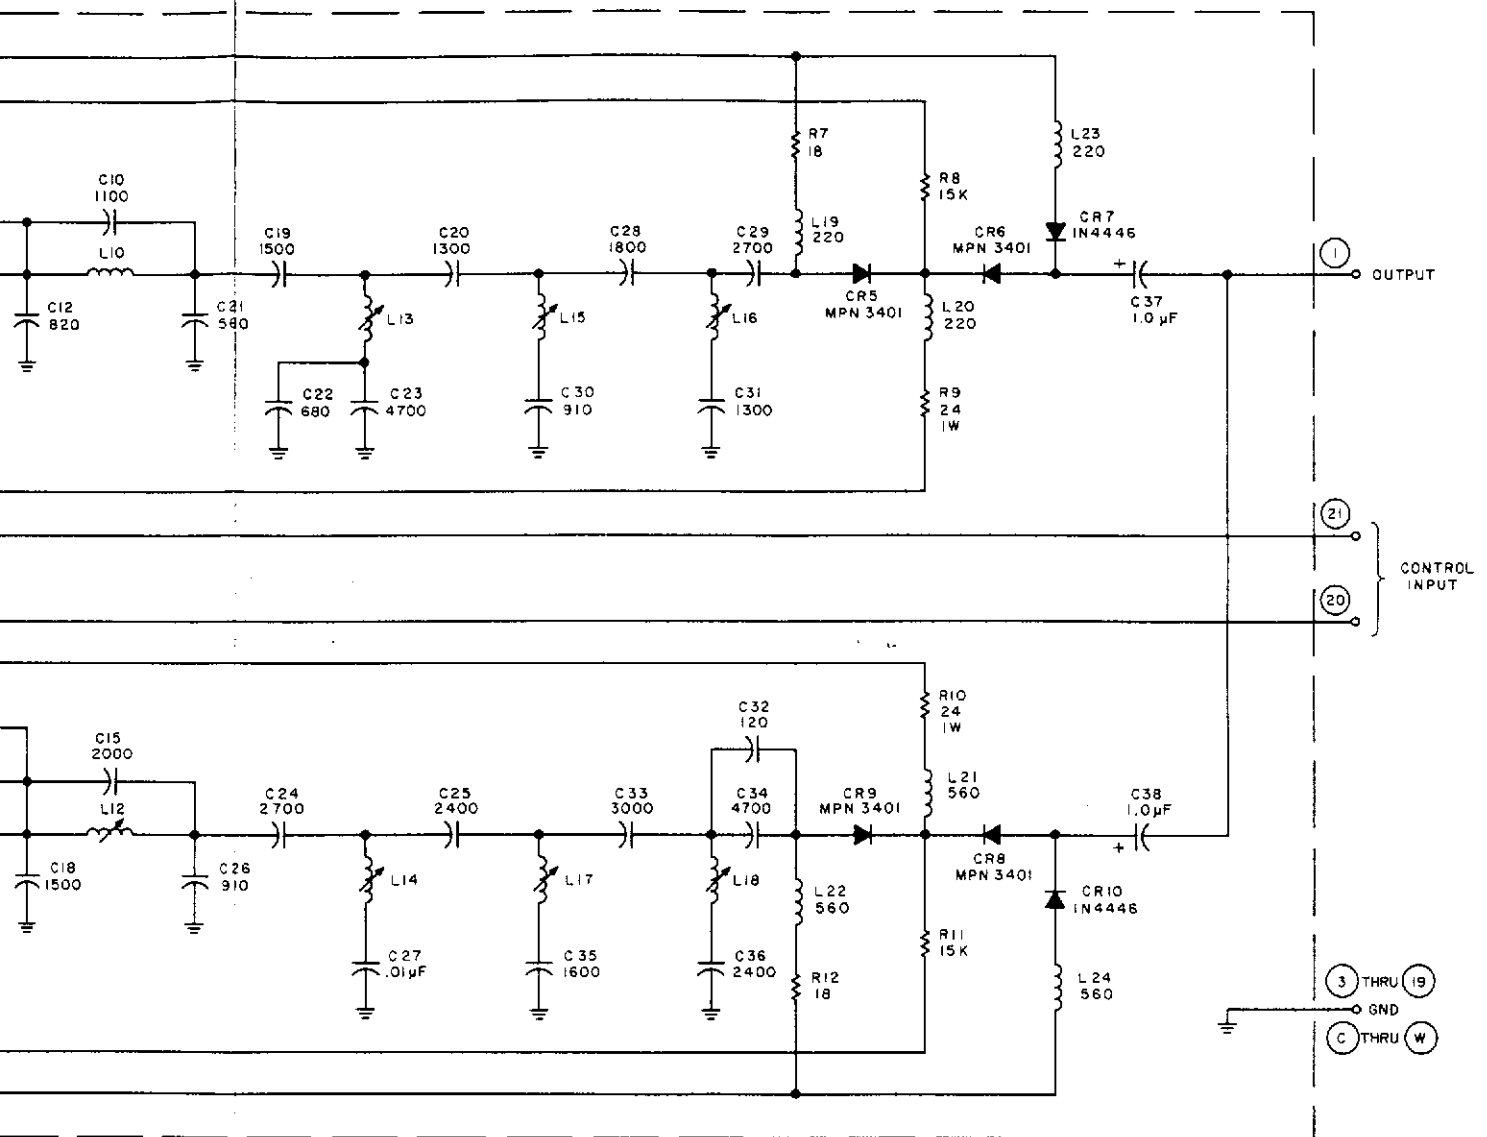 R7
18
L23
220
R8
15K
C10
1100
L10
C19
1500
C20
1300
C28
1800
C29
2700
L19
220
CR6
MPN 3401
CR7
1N4446
1
OUTPUT
C12
820
C21
560
L13
L15
L16
CR5
MPN 3401
L20
220
+
C37
1.0 µF
C22
680
C23
4700
C30
910
C31
1300
R9
24
1W
21
CONTROL
INPUT
20
C32
120
R10
24
1W
C15
2000
L12
C24
2700
C25
2400
C33
3000
C34
4700
CR9
MPN 3401
L21
560
C38
1.0µF
+
C18
1500
C26
910
L14
L17
L18
L22
560
CR8
MPN 3401
CR10
1N4446
C27
.01µF
C35
1600
C36
2400
R12
18
R11
15K
L24
560
3 THRU 19
GND
C THRU W